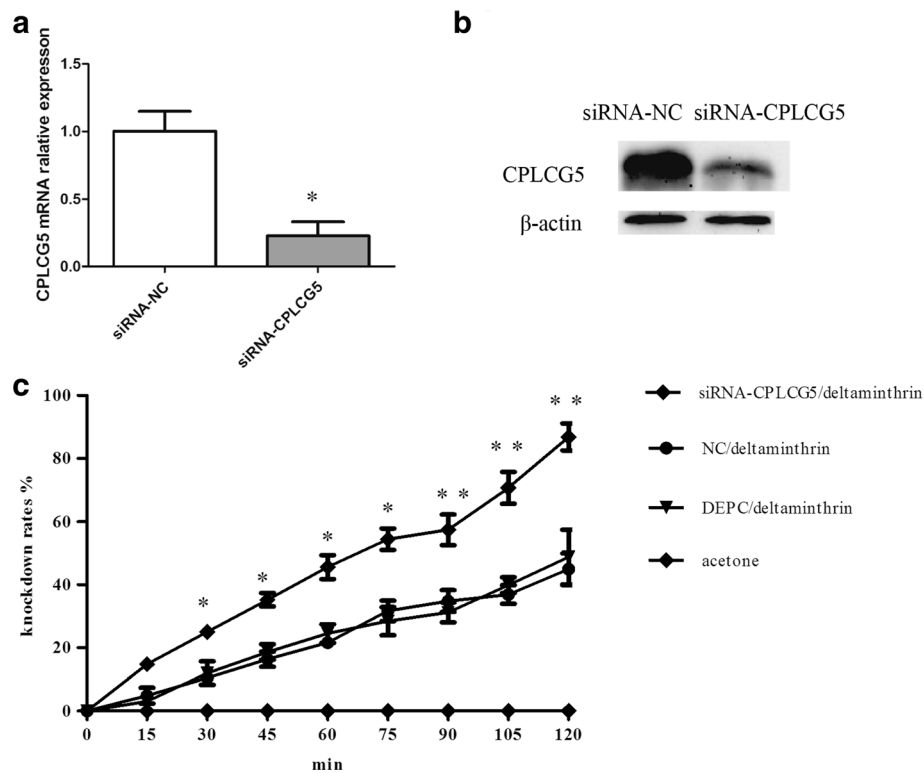 a
CPLCG5 mRNA ralative expresson
1.5
1.0
0.5
0.0
*
siRNA-NC
siRNA-CPLCG5
b
siRNA-NC siRNA-CPLCG5
CPLCG5
β-actin
c
knockdown rates %
100
80
60
40
20
0
* * * * * * * * * *
0 15 30 45 60 75 90 105 120
min
siRNA-CPLCG5/deltaminthrin
NC/deltaminthrin
DEPC/deltaminthrin
acetone